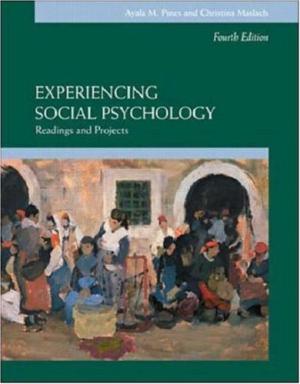 Ayala M. Pines and Christina Maslach
Fourth Edition
EXPERIENCING
SOCIAL PSYCHOLOGY
Readings and Projects